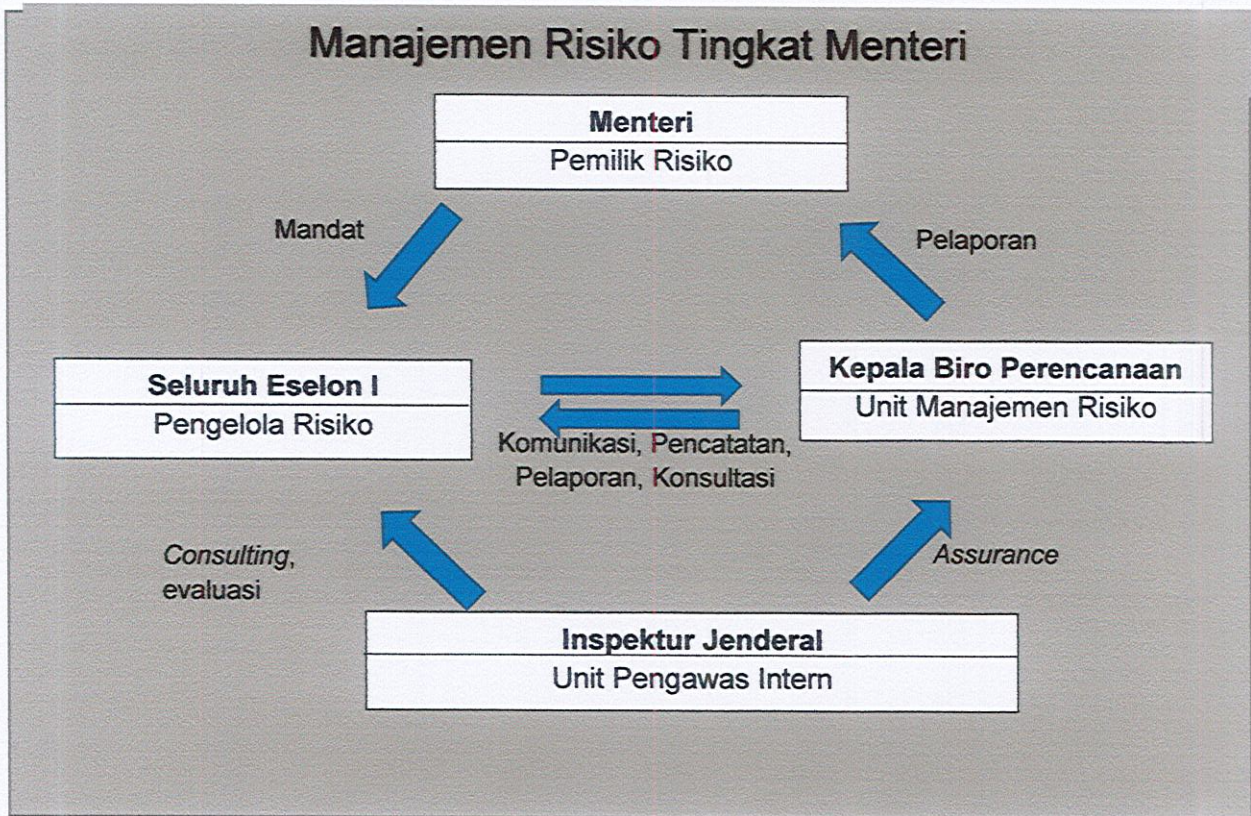 Manajemen Risiko Tingkat Menteri
Menteri
Pemilik Risiko
Mandat
Pelaporan
Seluruh Eselon I
Pengelola Risiko
Kepala Biro Perencanaan
Unit Manajemen Risiko
Komunikasi, Pencatatan,
Pelaporan, Konsultasi
Consulting,
evaluasi
Assurance
Inspektur Jenderal
Unit Pengawas Intern